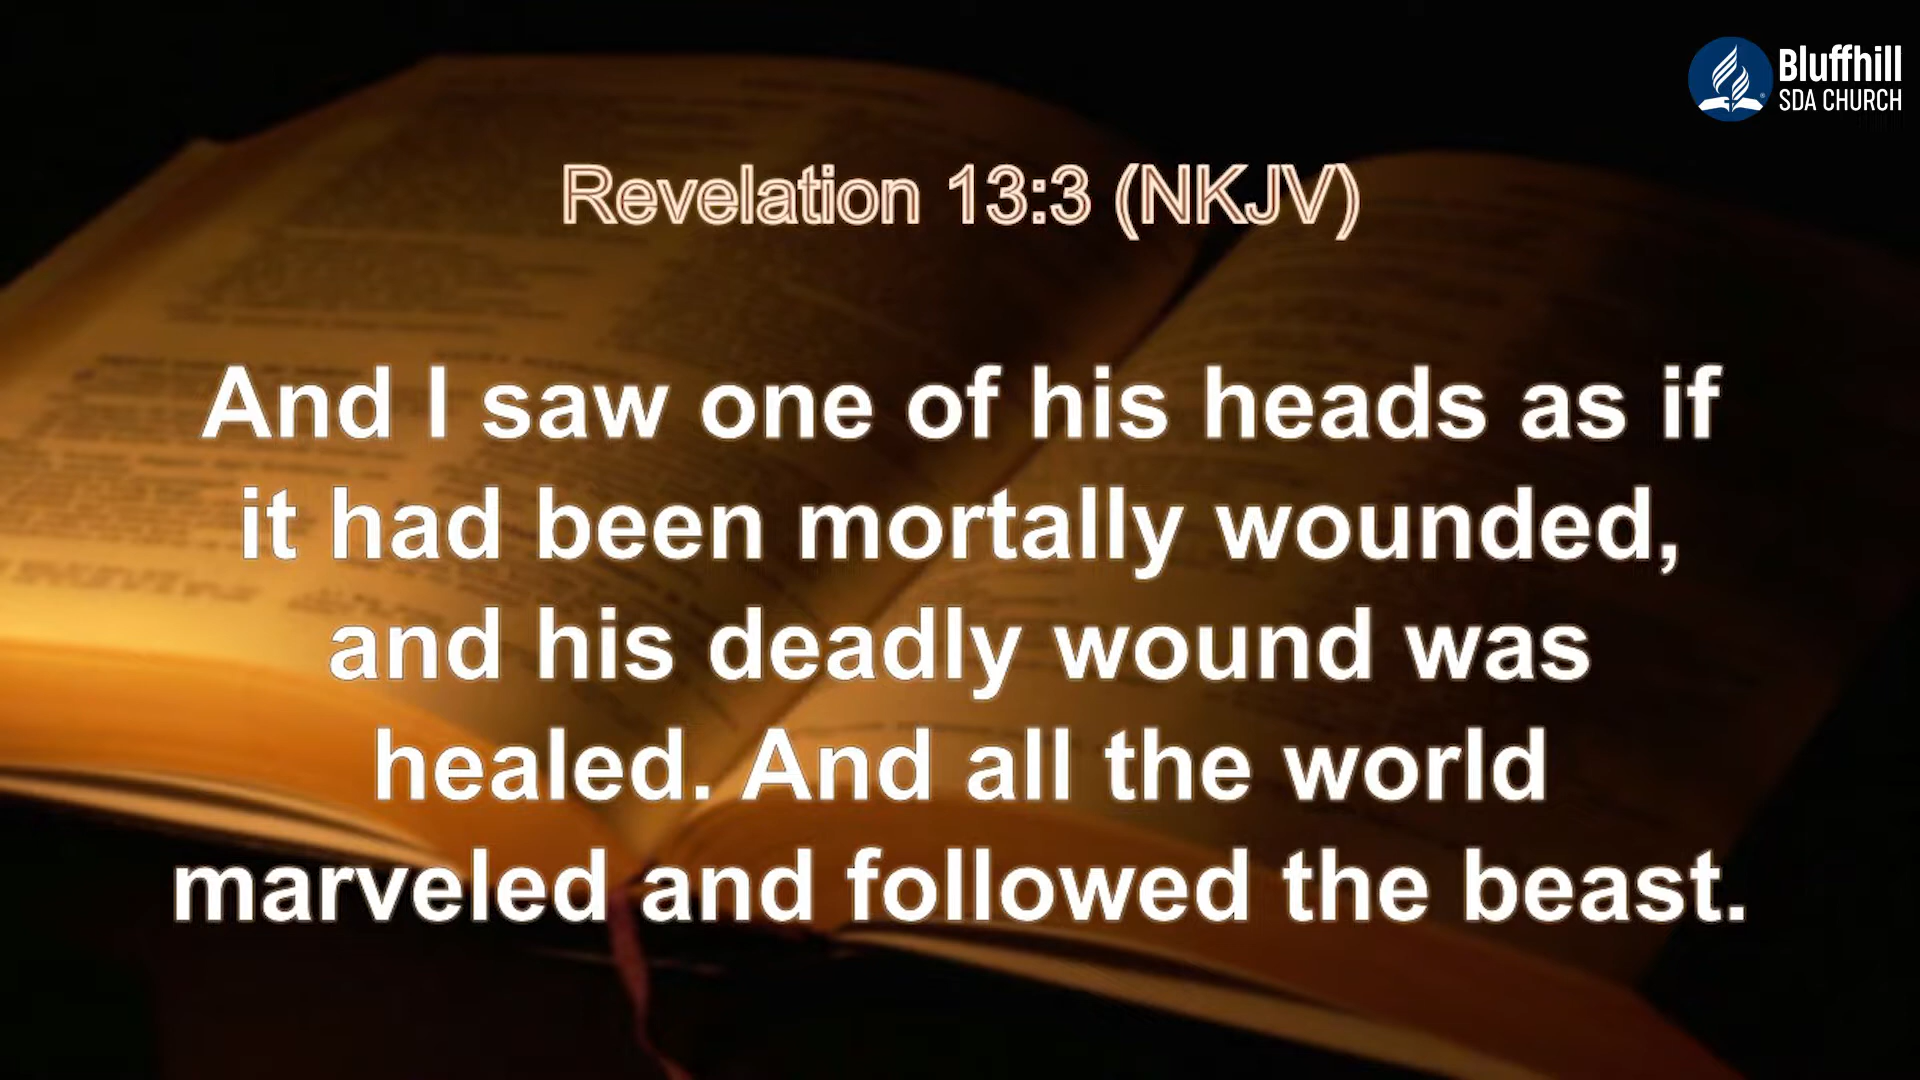 Bluffhill
SDA CHURCH
Revelation 13:3 (NKJV)
And I saw one of his heads as if
it had been mortally wounded,
and his deadly wound was
healed. And all the world
marveled and followed the beast.